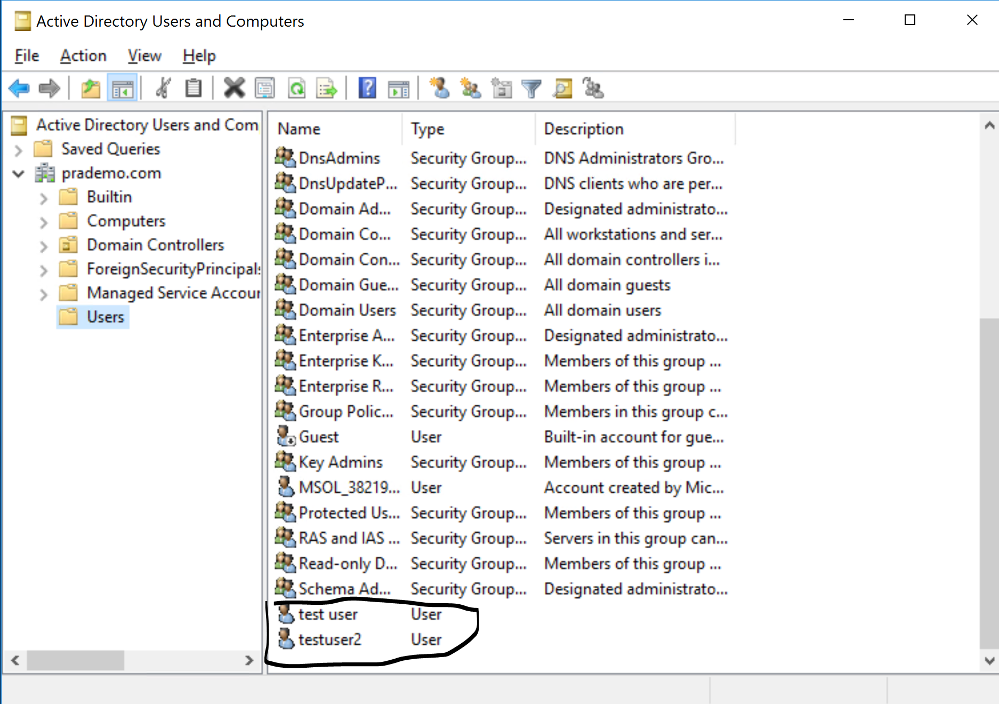 Active Directory Users and Computers
File Action View Help
Active Directory Users and Com
Saved Queries
prademo.com
Builtin
Computers
Domain Controllers
ForeignSecurityPrincipals
Managed Service Accour
Users
Name Type Description
DnsAdmins Security Group... DNS Administrators Gro...
DnsUpdateP... Security Group... DNS clients who are per...
Domain Ad... Security Group... Designated administrato...
Domain Co... Security Group... All workstations and ser...
Domain Con... Security Group... All domain controllers i...
Domain Gue... Security Group... All domain guests
Domain Users Security Group... All domain users
Enterprise A... Security Group... Designated administrato...
Enterprise K... Security Group... Members of this group ...
Enterprise R... Security Group... Members of this group ...
Group Polic... Security Group... Members in this group c...
Guest User Built-in account for gue...
Key Admins Security Group... Members of this group ...
MSOL_38219... User Account created by Mic...
Protected Us... Security Group... Members of this group ...
RAS and IAS ... Security Group... Servers in this group can...
Read-only D... Security Group... Members of this group ...
Schema Ad... Security Group... Designated administrato...
test user User
testuser2 User